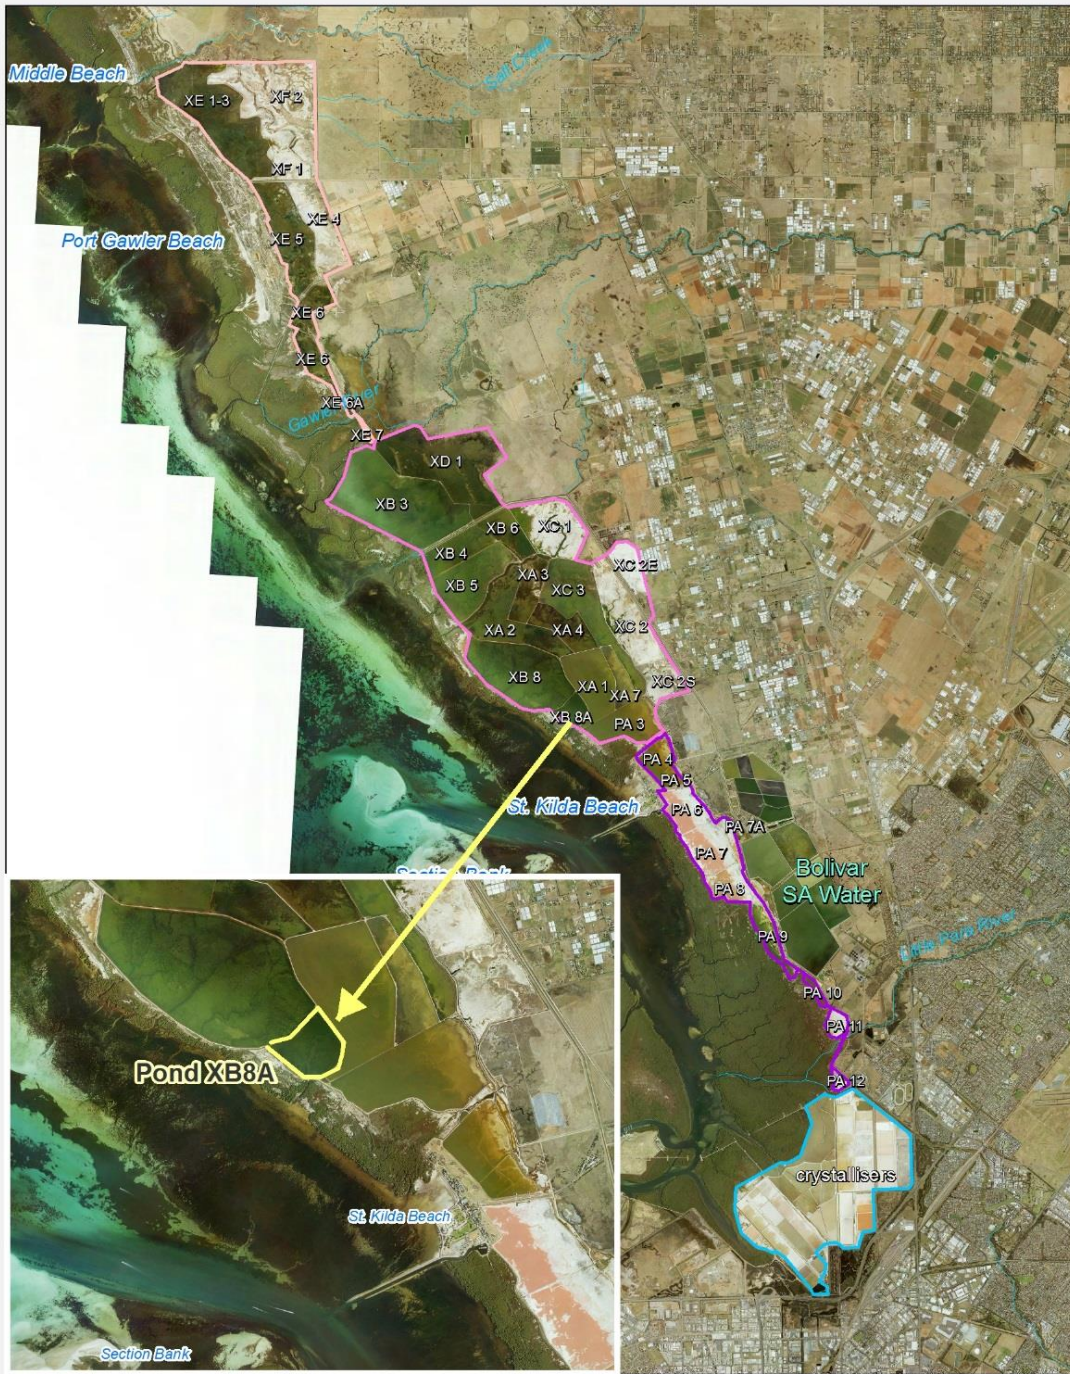 Middle Beach
Salt Creek
XE 1-3
XF 2
XF 1
XE 4
Port Gawler Beach
XE 5
XE 6
XE 6
XE 6A
Gawler River
XE 7
XD 1
XB 3
XB 6
XC 1
XB 4
XC 2E
XA 3
XB 5
XC 3
XA 2
XA 4
XC 2
XB 8
XA 1
XC 2S
XA 7
XB 8A
PA 3
PA 4
PA 5
St. Kilda Beach
PA 6
PA 7A
PA 7
Bolivar
SA Water
Section Bank
PA 8
PA 9
Little Para River
PA 10
PA 11
PA 12
crystallisers
Pond XB8A
St. Kilda Beach
Section Bank